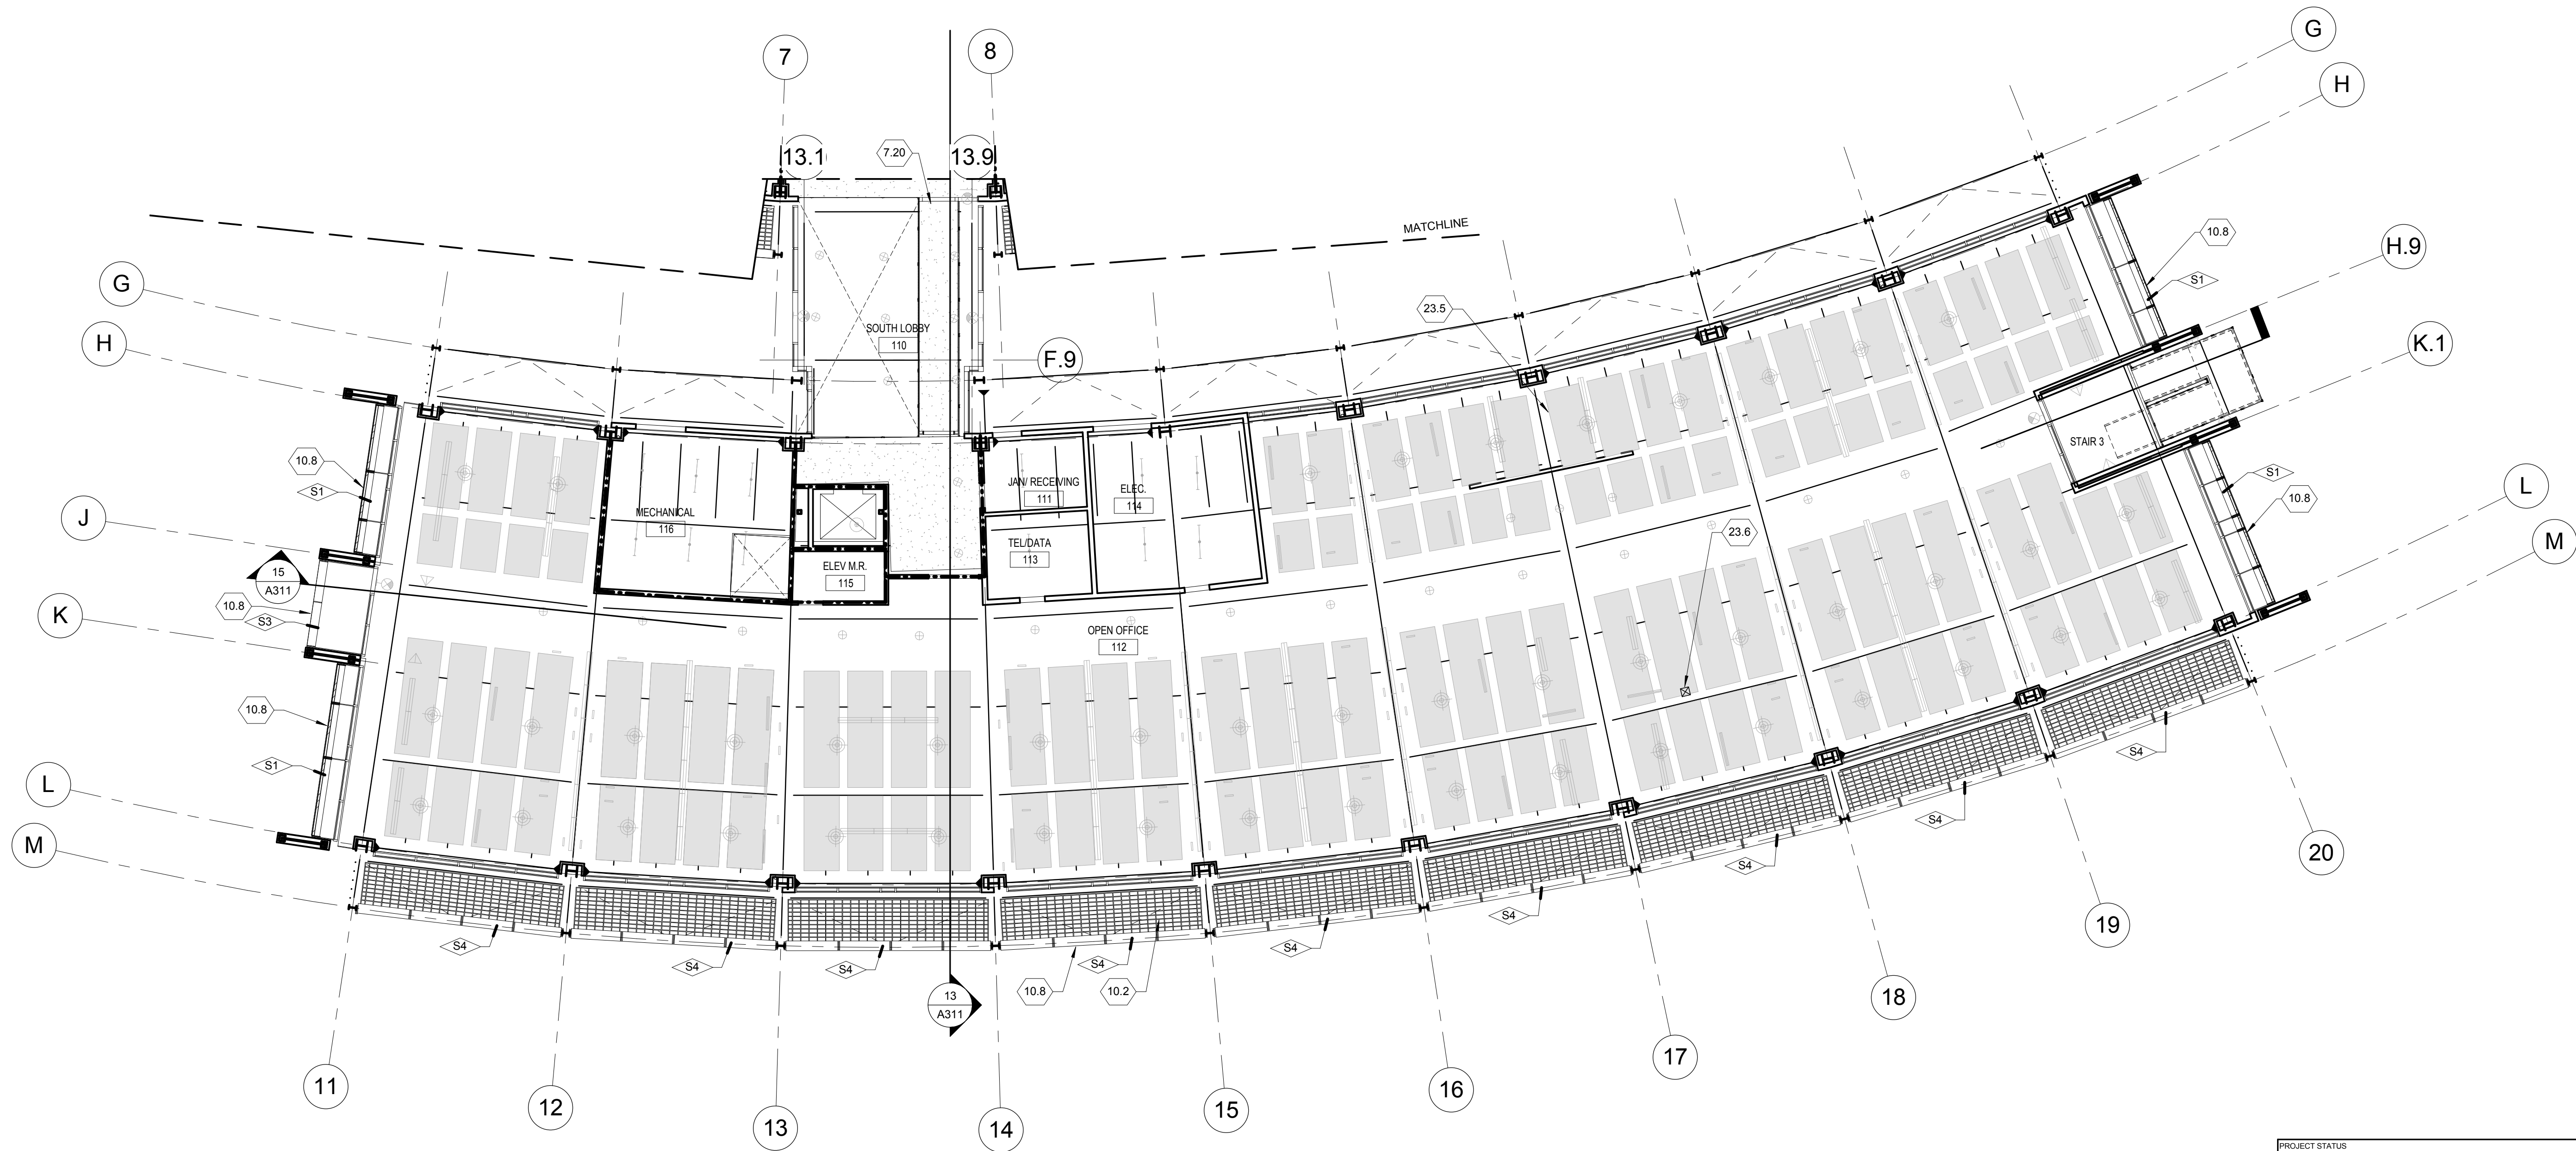 7
8
G
H
13.1
7.20
13.9
MATCHLINE
10.8
H.9
S1
G
H
23.5
SOUTH LOBBY
110
F.9
K.1
10.8
S1
STAIR 3
S1
10.8
L
M
J
MECHANICAL
116
JAN/ RECEIVING
111
ELEC.
114
TEL/DATA
113
ELEV M.R.
115
23.6
15
A311
10.8
S3
K
OPEN OFFICE
112
10.8
S1
L
M
S4
S4
S4
S4
S4
S4
S4
S4
S4
10.8
10.2
13
A311
11
12
13
14
15
16
17
18
19
20
PROJECT STATUS